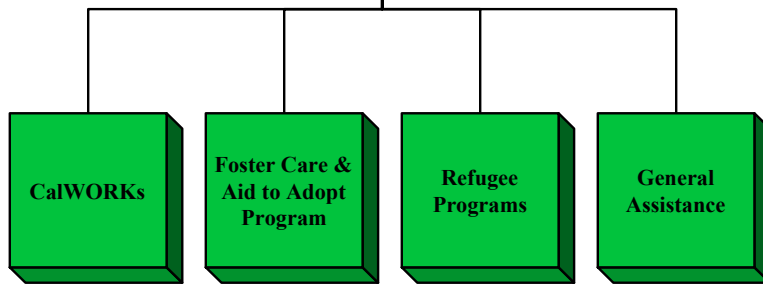 CalWORKs
Foster Care &
Aid to Adopt
Program
Refugee
Programs
General
Assistance